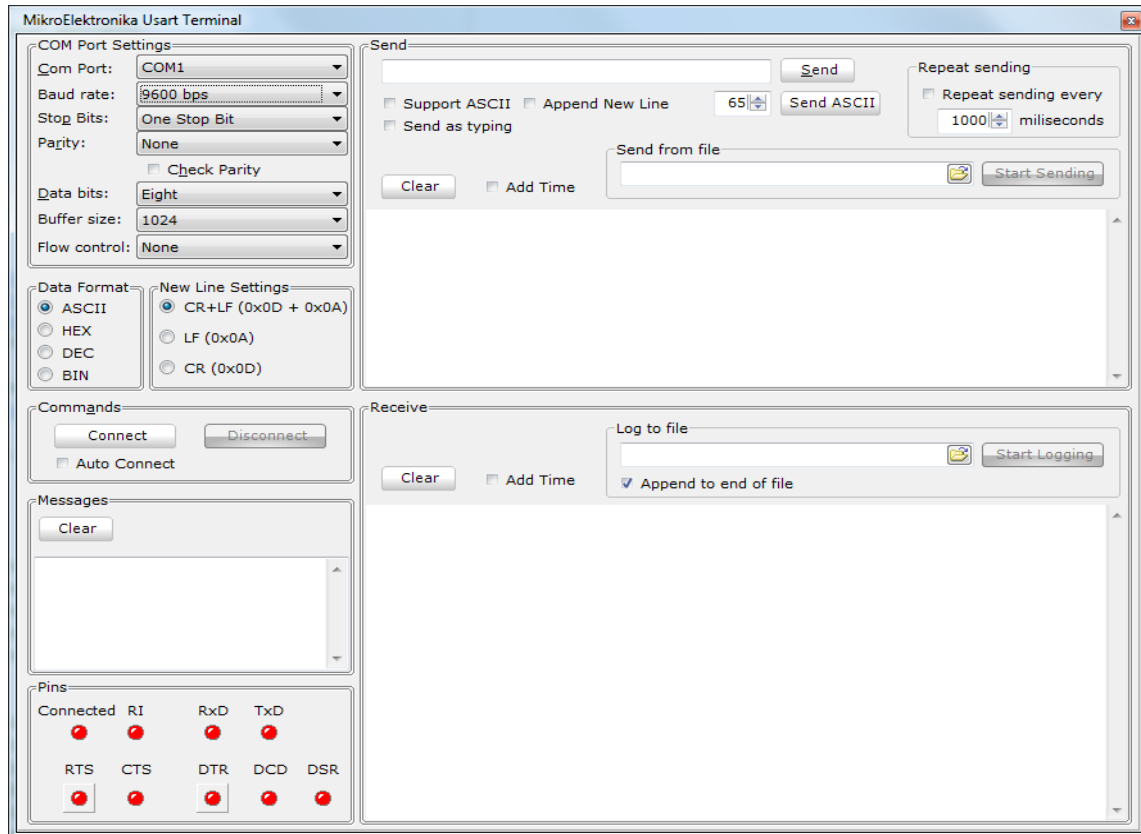 MikroElektronika Usart Terminal
COM Port Settings
Com Port: COM1
Baud rate: 9600 bps
Stop Bits: One Stop Bit
Parity: None
Check Parity
Data bits: Eight
Buffer size: 1024
Flow control: None
Data Format
ASCII
HEX
DEC
BIN
New Line Settings
CR+LF (0x0D + 0x0A)
LF (0x0A)
CR (0x0D)
Commands
Connect Disconnect
Auto Connect
Messages
Clear
Pins
Connected RI RxD TxD
RTS CTS DTR DCD DSR
Send
Send
Support ASCII Append New Line 65 Send ASCII
Send as typing
Repeat sending
Repeat sending every
1000 miliseconds
Send from file
Start Sending
Clear Add Time
Receive
Log to file
Start Logging
Clear Add Time
Append to end of file